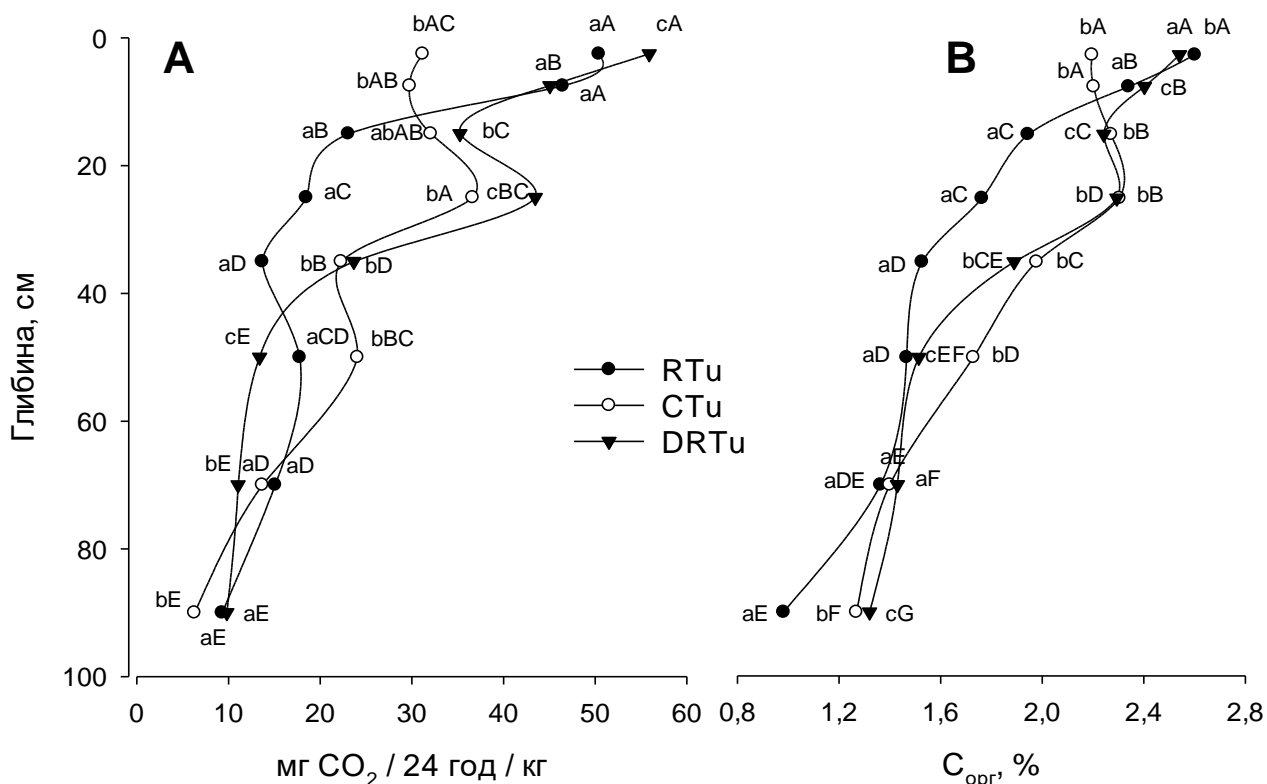 A
B
Глибина, см
0
20
40
60
80
100
bAC
aA
cA
bAB
aB
aA
aB
abAB
bC
aC
bA
cBC
aD
bB
bD
cE
aCD
bBC
bE
aD
aD
bE
aE
aE
RTu
CTu
DRTu
0 10 20 30 40 50 60
мг CO₂ / 24 год / кг
bA
aA
bA
bA
aB
cB
aC
cC
bB
aC
bD
bB
aD
bCE
bC
aD
cEF
bD
aE
aDE
aF
aE
bF
cG
0,8 1,2 1,6 2,0 2,4 2,8
Cорг, %